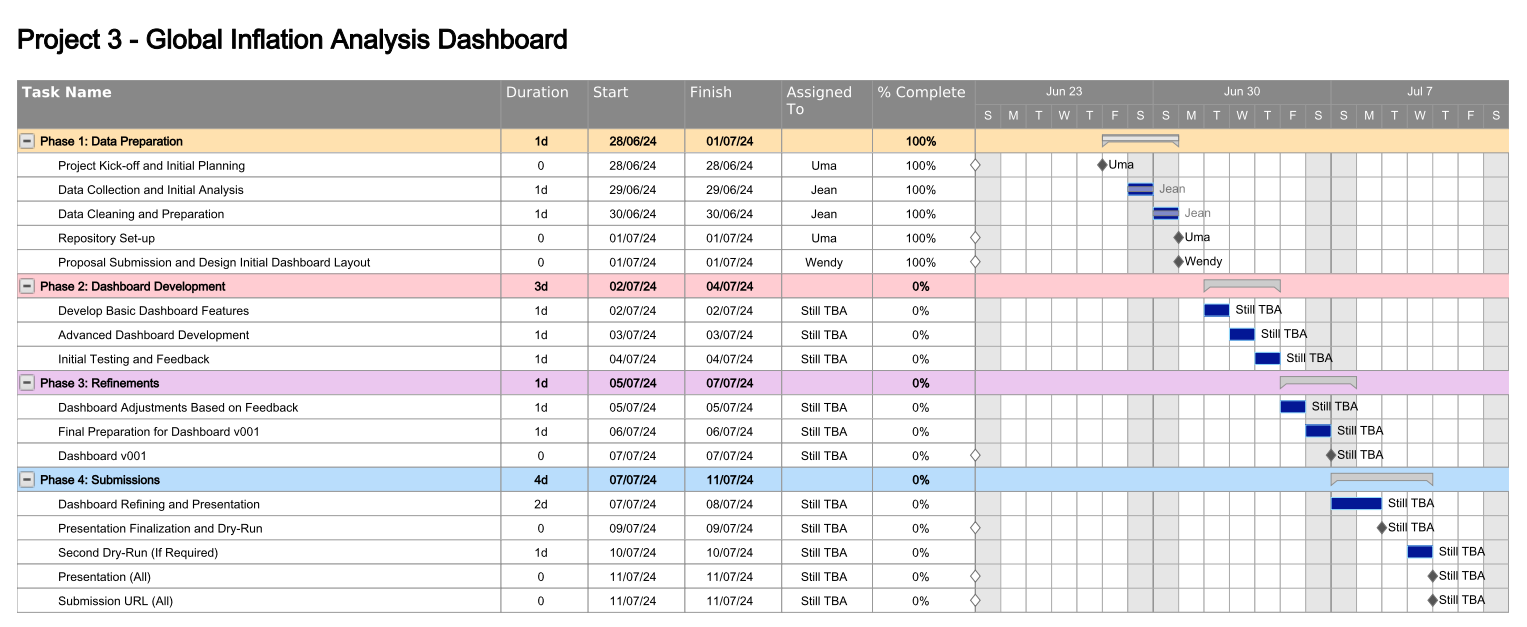 Project 3 - Global Inflation Analysis Dashboard
Task Name Duration Start Finish Assigned To % Complete Jun 23 Jun 30 Jul 7
S M T W T F S S M T W T F S S M T W T F S
Phase 1: Data Preparation 1d 28/06/24 01/07/24 100%
Project Kick-off and Initial Planning 0 28/06/24 28/06/24 Uma 100% Uma
Data Collection and Initial Analysis 1d 29/06/24 29/06/24 Jean 100% Jean
Data Cleaning and Preparation 1d 30/06/24 30/06/24 Jean 100% Jean
Repository Set-up 0 01/07/24 01/07/24 Uma 100% Uma
Proposal Submission and Design Initial Dashboard Layout 0 01/07/24 01/07/24 Wendy 100% Wendy
Phase 2: Dashboard Development 3d 02/07/24 04/07/24 0%
Develop Basic Dashboard Features 1d 02/07/24 02/07/24 Still TBA 0% Still TBA
Advanced Dashboard Development 1d 03/07/24 03/07/24 Still TBA 0% Still TBA
Initial Testing and Feedback 1d 04/07/24 04/07/24 Still TBA 0% Still TBA
Phase 3: Refinements 1d 05/07/24 07/07/24 0%
Dashboard Adjustments Based on Feedback 1d 05/07/24 05/07/24 Still TBA 0% Still TBA
Final Preparation for Dashboard v001 1d 06/07/24 06/07/24 Still TBA 0% Still TBA
Dashboard v001 0 07/07/24 07/07/24 Still TBA 0% Still TBA
Phase 4: Submissions 4d 07/07/24 11/07/24 0%
Dashboard Refining and Presentation 2d 07/07/24 08/07/24 Still TBA 0% Still TBA
Presentation Finalization and Dry-Run 0 09/07/24 09/07/24 Still TBA 0% Still TBA
Second Dry-Run (If Required) 1d 10/07/24 10/07/24 Still TBA 0% Still TBA
Presentation (All) 0 11/07/24 11/07/24 Still TBA 0% Still TBA
Submission URL (All) 0 11/07/24 11/07/24 Still TBA 0% Still TBA